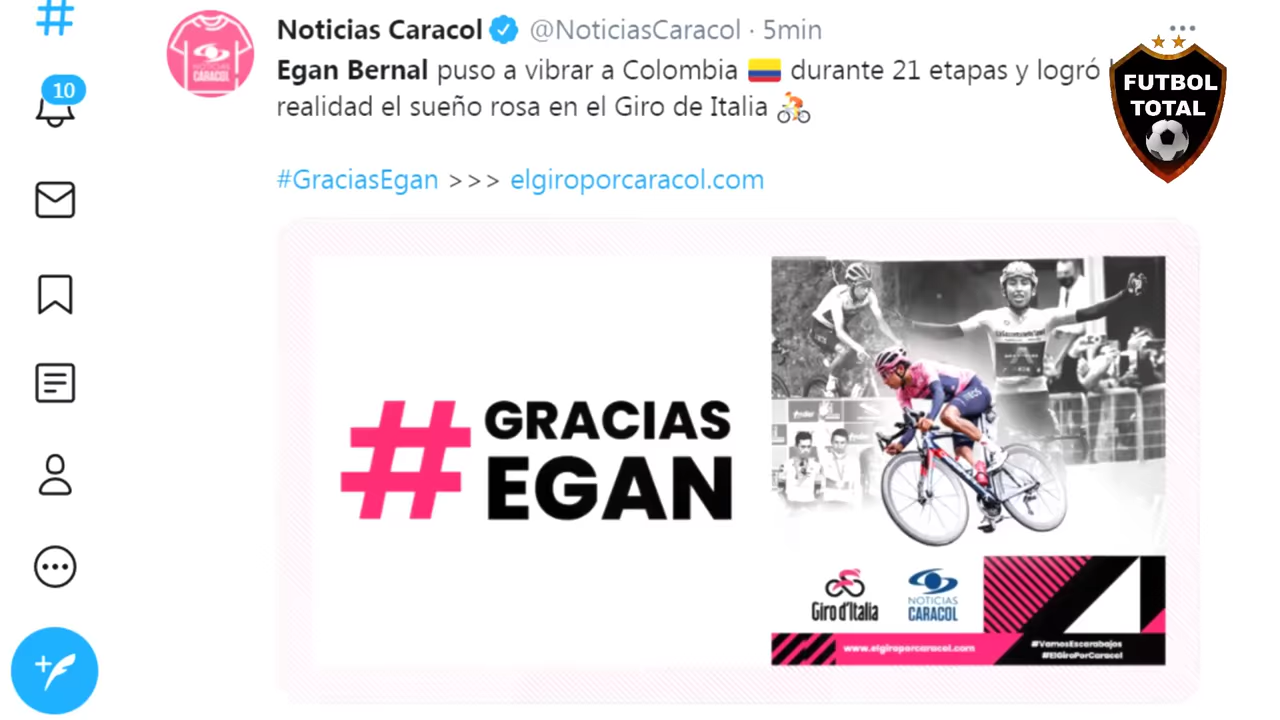 Noticias Caracol @NoticiasCaracol · 5min
10
Egan Bernal puso a vibrar a Colombia durante 21 etapas y logró
realidad el sueño rosa en el Giro de Italia
#GraciasEgan >>> elgiroporcaracol.com
FUTBOL
TOTAL
NOTICIAS
CARACOL
#GRACIAS
EGAN
Giro d'Italia
NOTICIAS
CARACOL
www.elgiroporcaracol.com
#VamosEscarabajos
#ElGiroPorCaracol